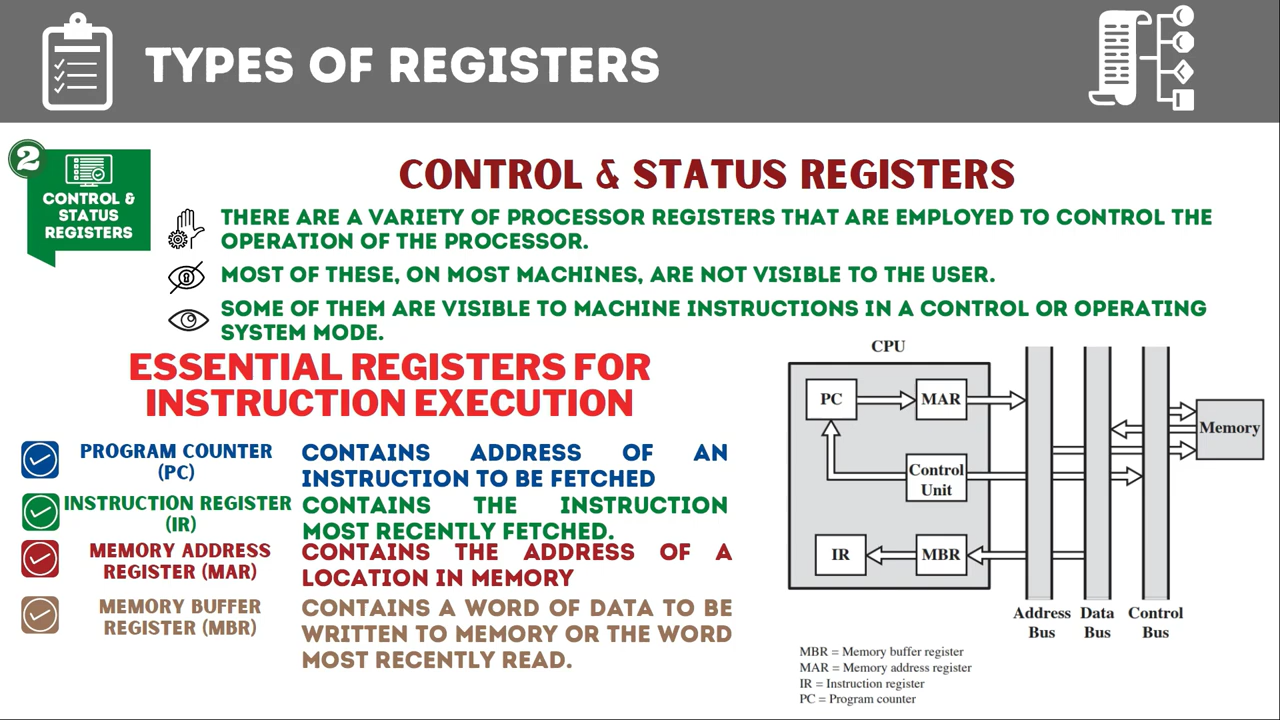 TYPES OF REGISTERS
2
CONTROL &
STATUS
REGISTERS
CONTROL & STATUS REGISTERS
THERE ARE A VARIETY OF PROCESSOR REGISTERS THAT ARE EMPLOYED TO CONTROL THE
OPERATION OF THE PROCESSOR.
MOST OF THESE, ON MOST MACHINES, ARE NOT VISIBLE TO THE USER.
SOME OF THEM ARE VISIBLE TO MACHINE INSTRUCTIONS IN A CONTROL OR OPERATING
SYSTEM MODE.
ESSENTIAL REGISTERS FOR
INSTRUCTION EXECUTION
PROGRAM COUNTER
(PC)
CONTAINS ADDRESS OF AN
INSTRUCTION TO BE FETCHED
INSTRUCTION REGISTER
(IR)
CONTAINS THE INSTRUCTION
MOST RECENTLY FETCHED.
MEMORY ADDRESS
REGISTER (MAR)
CONTAINS THE ADDRESS OF A
LOCATION IN MEMORY
MEMORY BUFFER
REGISTER (MBR)
CONTAINS A WORD OF DATA TO BE
WRITTEN TO MEMORY OR THE WORD
MOST RECENTLY READ.
CPU
PC
MAR
Memory
Control
Unit
IR
MBR
Address
Bus
Data
Bus
Control
Bus
MBR = Memory buffer register
MAR = Memory address register
IR = Instruction register
PC = Program counter